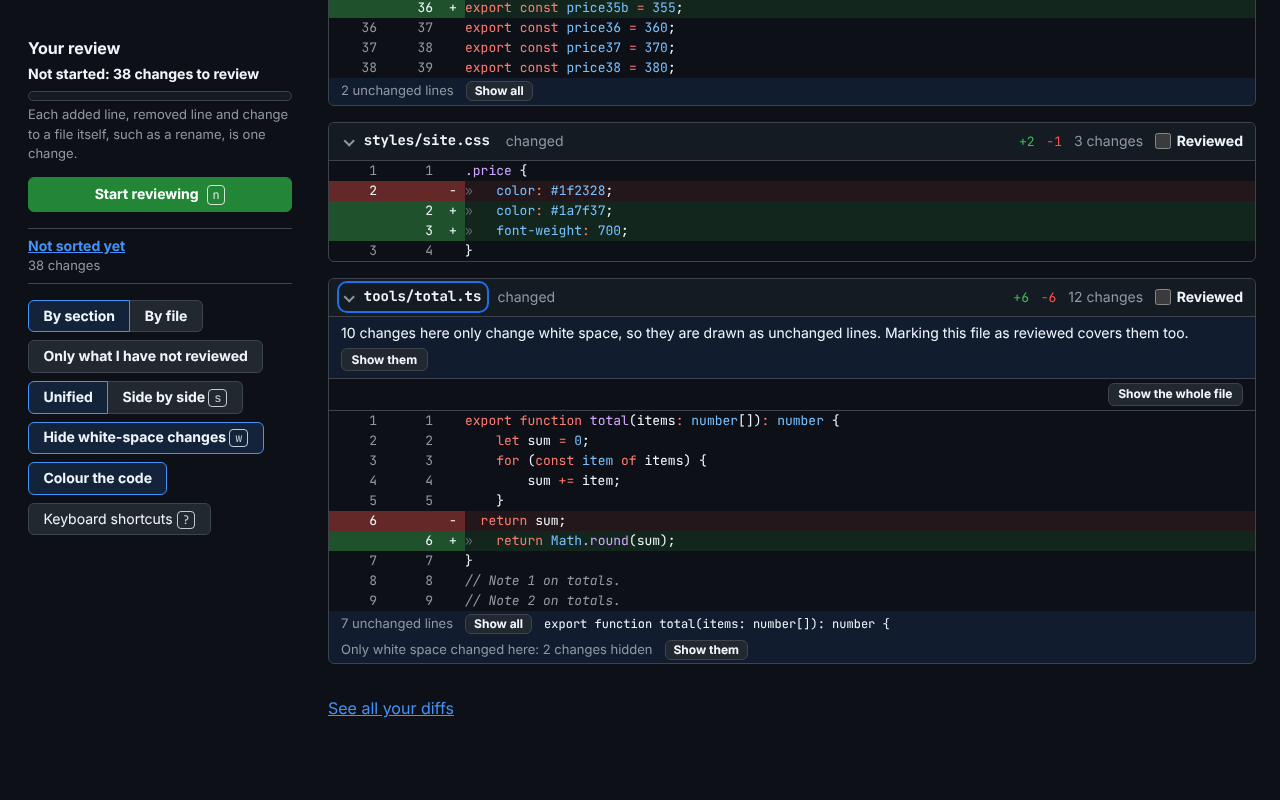 Your review
Not started: 38 changes to review
Each added line, removed line and change
to a file itself, such as a rename, is one
change.
Start reviewing n
Not sorted yet
38 changes
By section By file
Only what I have not reviewed
Unified Side by side s
Hide white-space changes w
Colour the code
Keyboard shortcuts ?
36 + export const price35b = 355;
36 37 export const price36 = 360;
37 38 export const price37 = 370;
38 39 export const price38 = 380;
2 unchanged lines Show all
styles/site.css changed +2 -1 3 changes Reviewed
1 1 .price {
2 - » color: #1f2328;
2 + » color: #1a7f37;
3 + » font-weight: 700;
3 4 }
tools/total.ts changed +6 -6 12 changes Reviewed
10 changes here only change white space, so they are drawn as unchanged lines. Marking this file as reviewed covers them too.
Show them
Show the whole file
1 1 export function total(items: number[]): number {
2 2 let sum = 0;
3 3 for (const item of items) {
4 4 sum += item;
5 5 }
6 - return sum;
6 + » return Math.round(sum);
7 7 }
8 8 // Note 1 on totals.
9 9 // Note 2 on totals.
7 unchanged lines Show all export function total(items: number[]): number {
Only white space changed here: 2 changes hidden Show them
See all your diffs